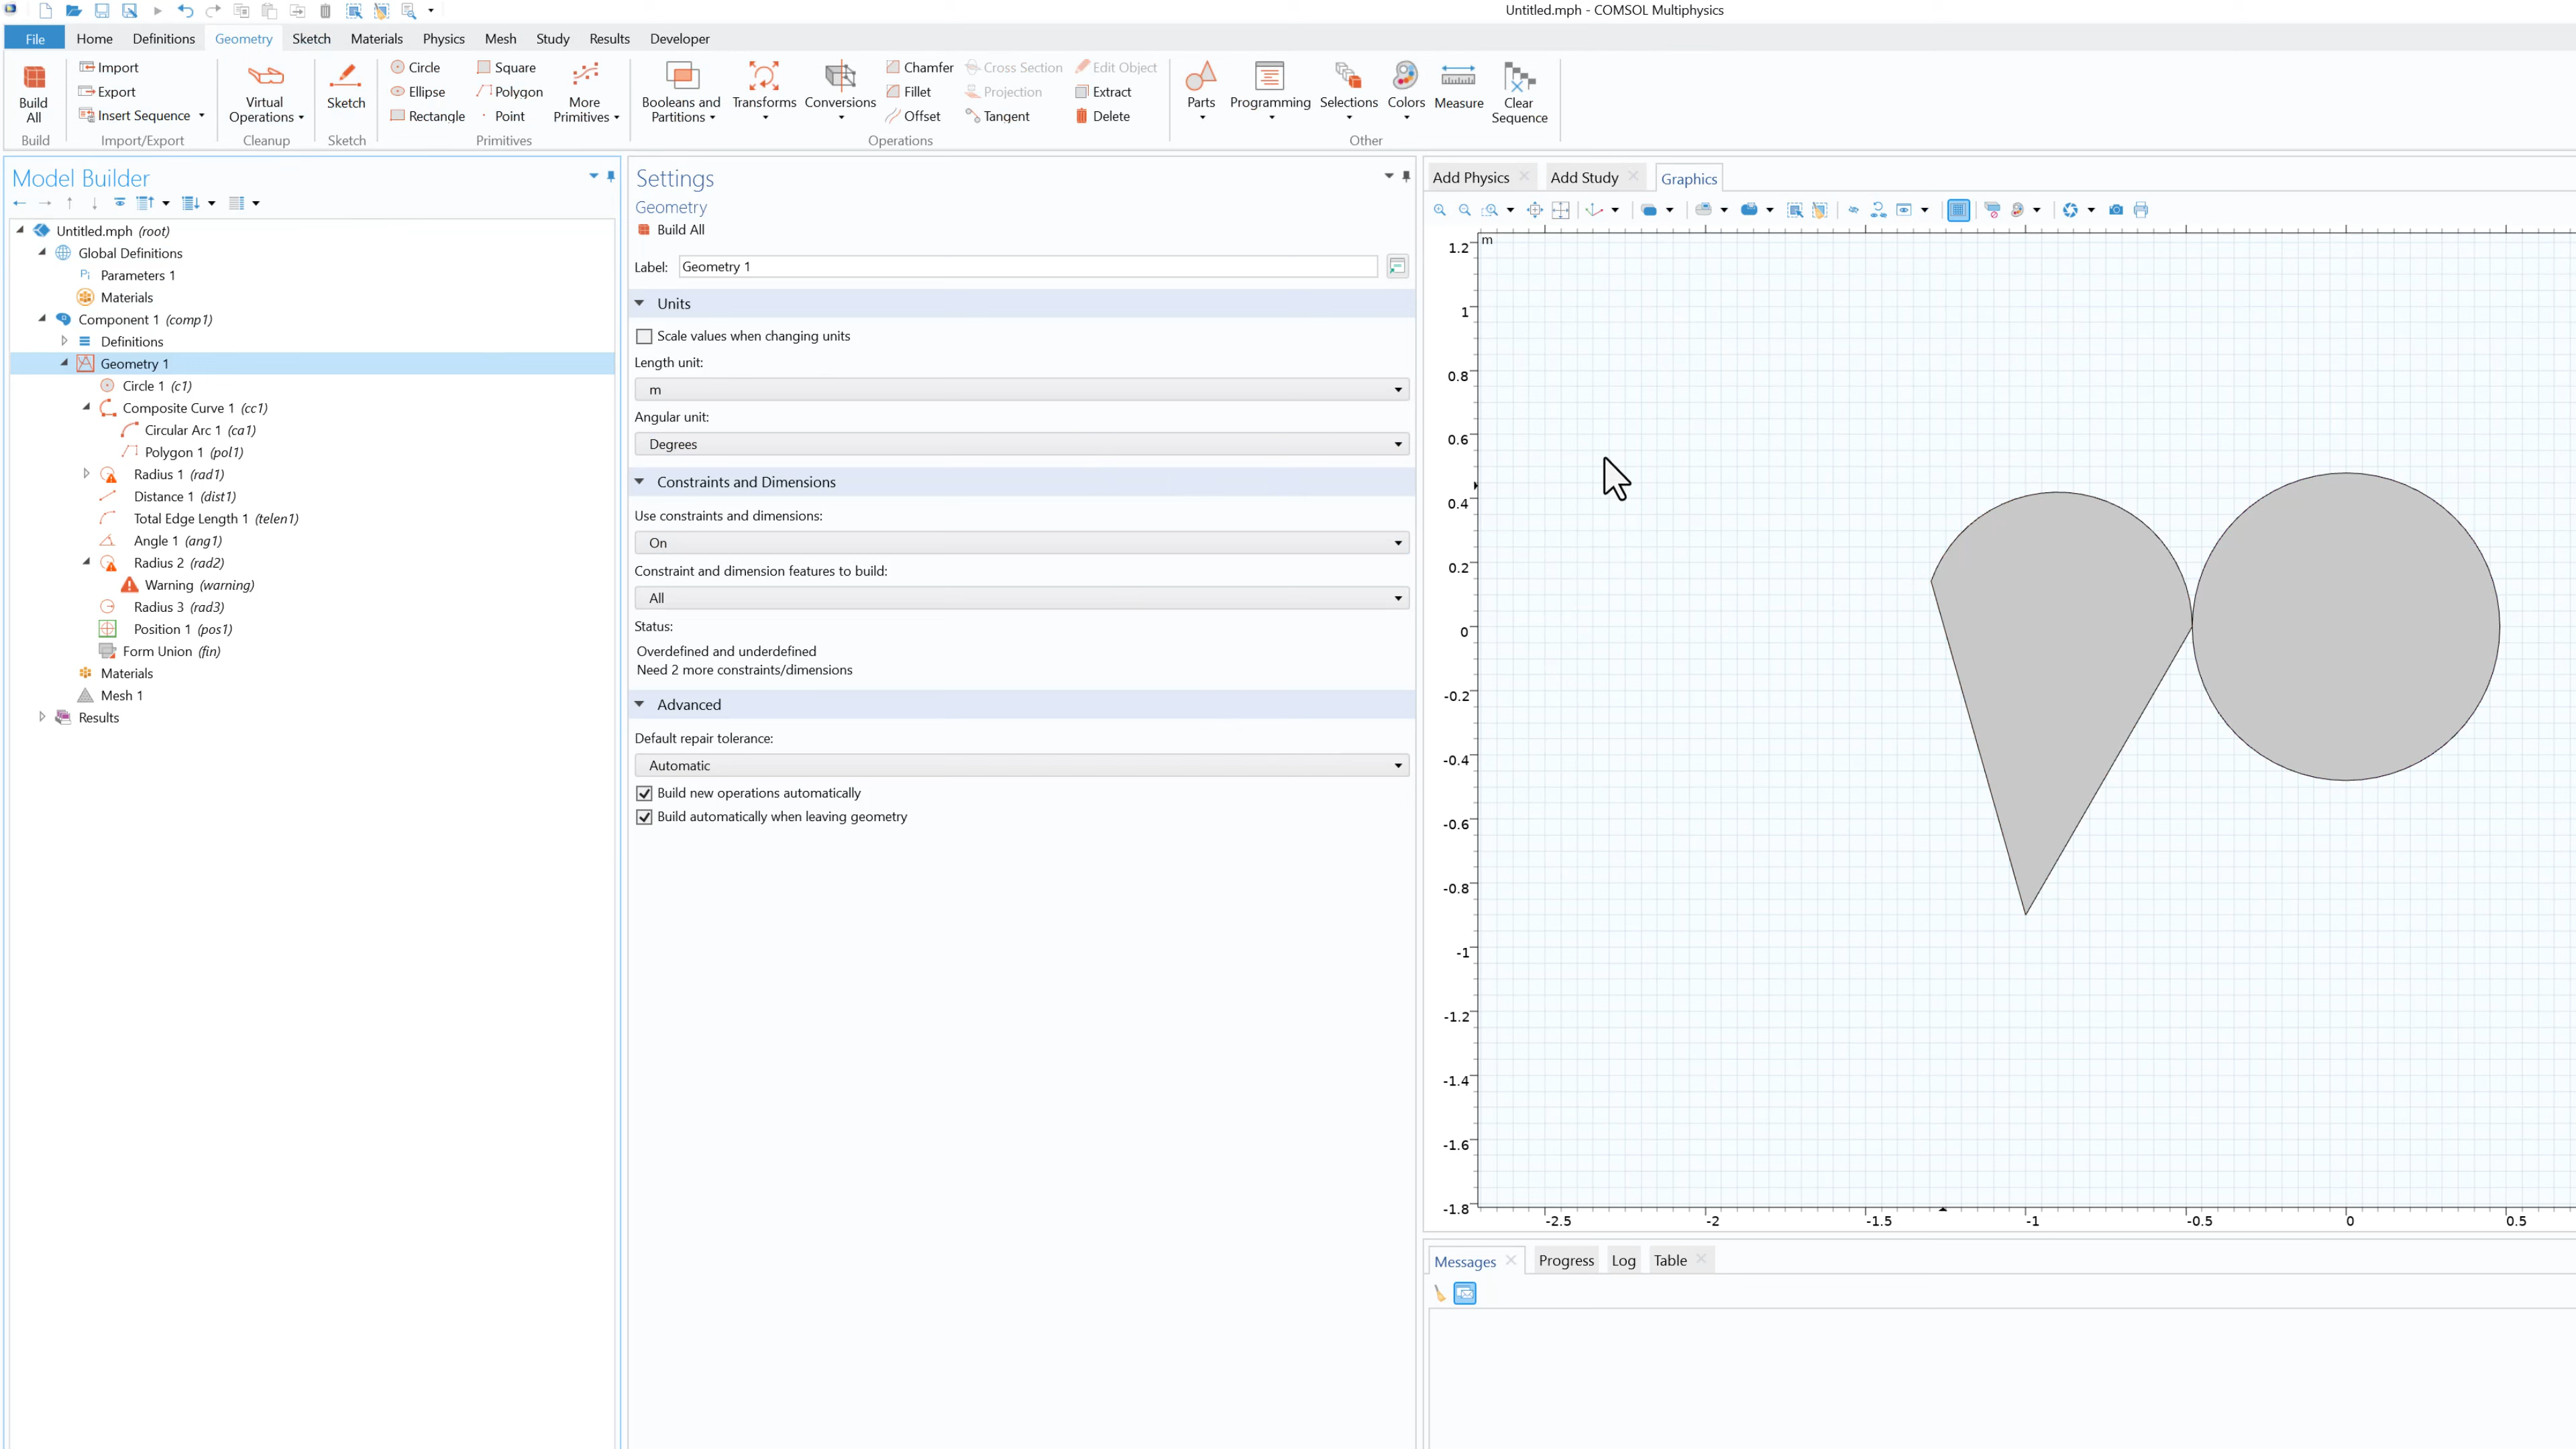 Untitled.mph - COMSOL Multiphysics
File Home Definitions Geometry Sketch Materials Physics Mesh Study Results Developer
Build All
Build
Import
Export
Insert Sequence
Import/Export
Virtual Operations
Cleanup
Sketch
Sketch
Circle Square
Ellipse Polygon
Rectangle Point
More Primitives
Primitives
Booleans and Partitions
Transforms
Conversions
Chamfer Cross Section Edit Object
Fillet Projection Extract
Offset Tangent Delete
Operations
Parts
Programming
Selections
Colors
Measure
Clear Sequence
Other
Model Builder
Untitled.mph (root)
Global Definitions
Pi Parameters 1
Materials
Component 1 (comp1)
Definitions
Geometry 1
Circle 1 (c1)
Composite Curve 1 (cc1)
Circular Arc 1 (ca1)
Polygon 1 (pol1)
Radius 1 (rad1)
Distance 1 (dist1)
Total Edge Length 1 (telen1)
Angle 1 (ang1)
Radius 2 (rad2)
Warning (warning)
Radius 3 (rad3)
Position 1 (pos1)
Form Union (fin)
Materials
Mesh 1
Results
Settings
Geometry
Build All
Label: Geometry 1
Units
Scale values when changing units
Length unit:
m
Angular unit:
Degrees
Constraints and Dimensions
Use constraints and dimensions:
On
Constraint and dimension features to build:
All
Status:
Overdefined and underdefined
Need 2 more constraints/dimensions
Advanced
Default repair tolerance:
Automatic
Build new operations automatically
Build automatically when leaving geometry
Add Physics Add Study Graphics
m
1.2
1
0.8
0.6
0.4
0.2
0
-0.2
-0.4
-0.6
-0.8
-1
-1.2
-1.4
-1.6
-1.8
-2.5 -2 -1.5 -1 -0.5 0 0.5
Messages Progress Log Table